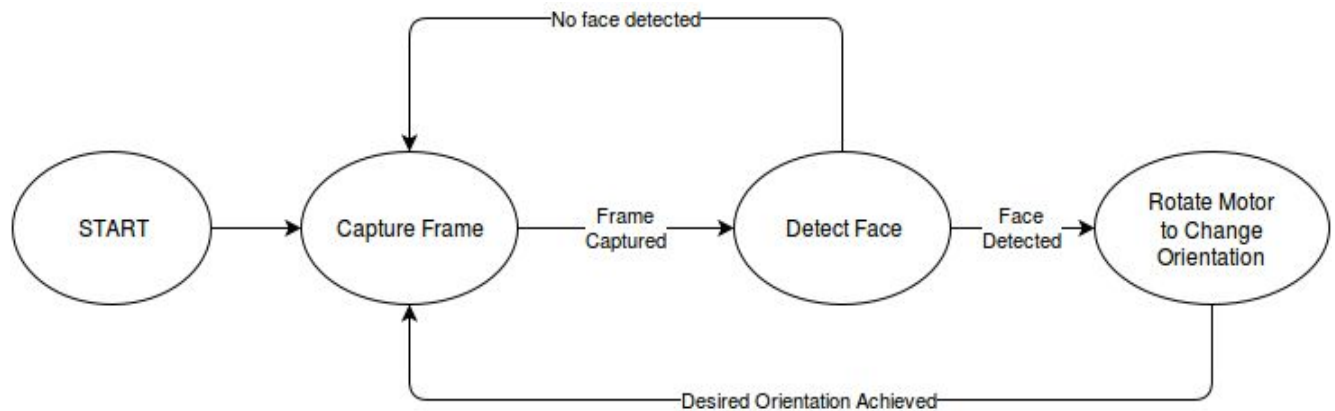 No face detected
START
Capture Frame
Frame
Captured
Detect Face
Face
Detected
Rotate Motor
to Change
Orientation
Desired Orientation Achieved